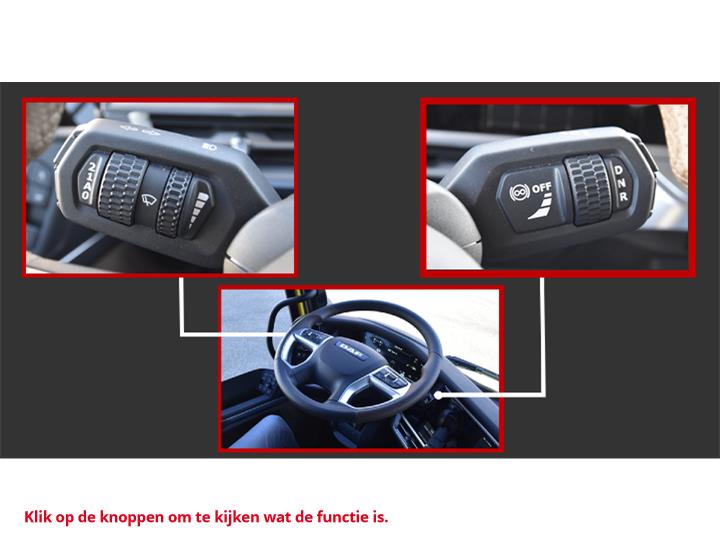 2
1
A
0
OFF
D
N
R
DAF
Klik op de knoppen om te kijken wat de functie is.